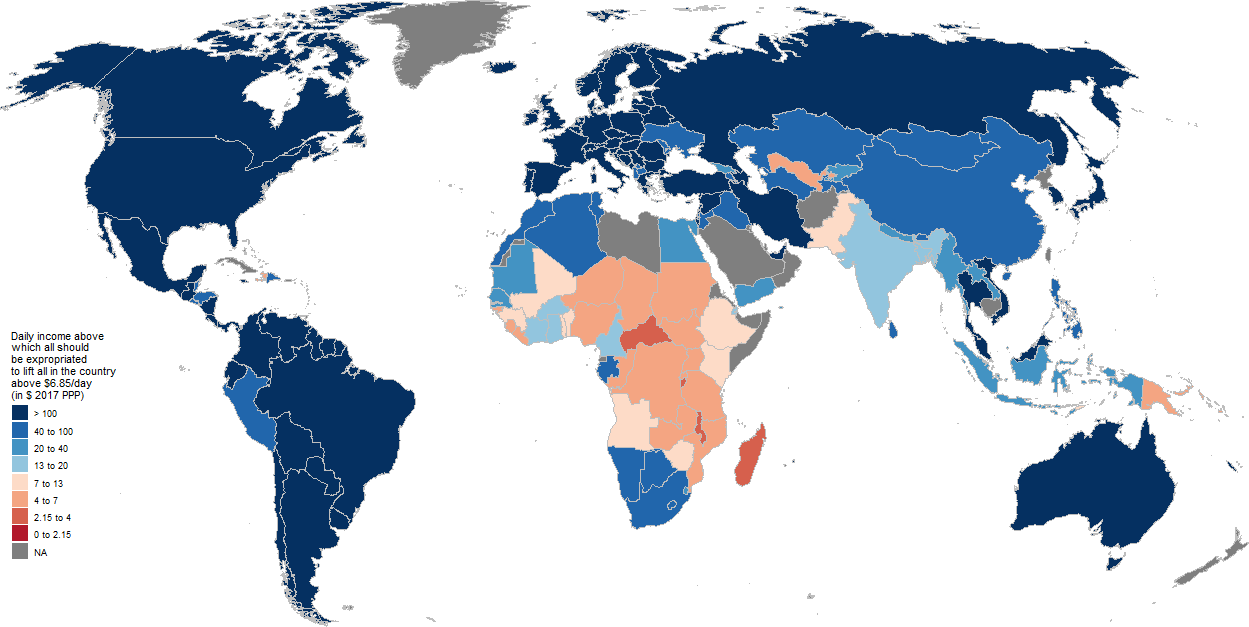 Daily income above
which all should
be expropriated
to lift all in the country
above $6.85/day
(in $ 2017 PPP)
> 100
40 to 100
20 to 40
13 to 20
7 to 13
4 to 7
2.15 to 4
0 to 2.15
NA